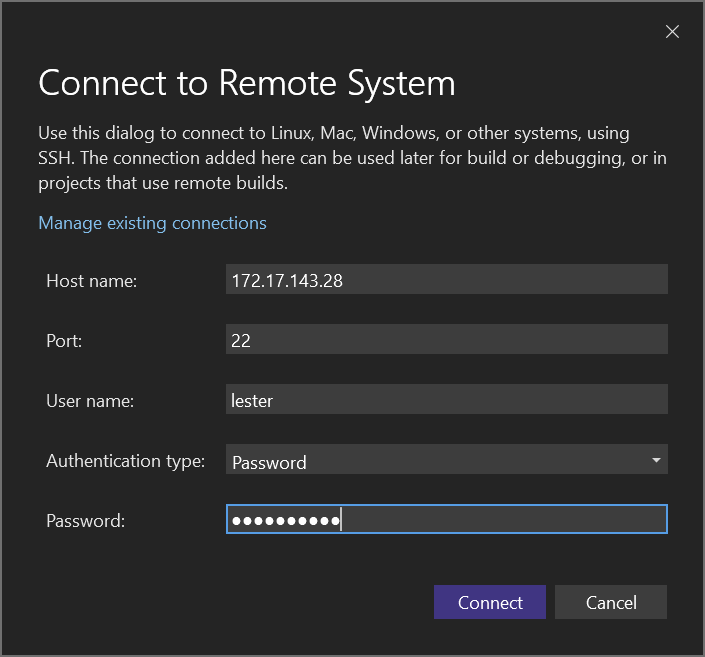 Connect to Remote System
Use this dialog to connect to Linux, Mac, Windows, or other systems, using
SSH. The connection added here can be used later for build or debugging, or in
projects that use remote builds.
Manage existing connections
Host name: 172.17.143.28
Port: 22
User name: lester
Authentication type: Password
Password: ●●●●●●●●●●
Connect Cancel